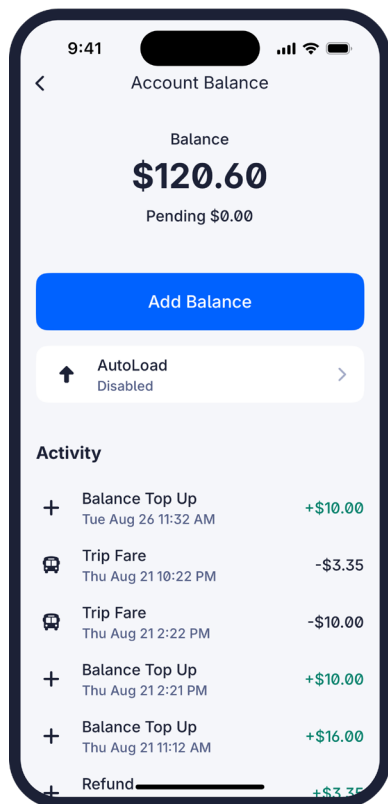 9:41
Account Balance
Balance
$120.60
Pending $0.00
Add Balance
AutoLoad
Disabled
Activity
Balance Top Up
+$10.00
Tue Aug 26 11:32 AM
Trip Fare
-$3.35
Thu Aug 21 10:22 PM
Trip Fare
-$10.00
Thu Aug 21 2:22 PM
Balance Top Up
+$10.00
Thu Aug 21 2:21 PM
Balance Top Up
+$16.00
Thu Aug 21 11:12 AM
Refund
+$3.35